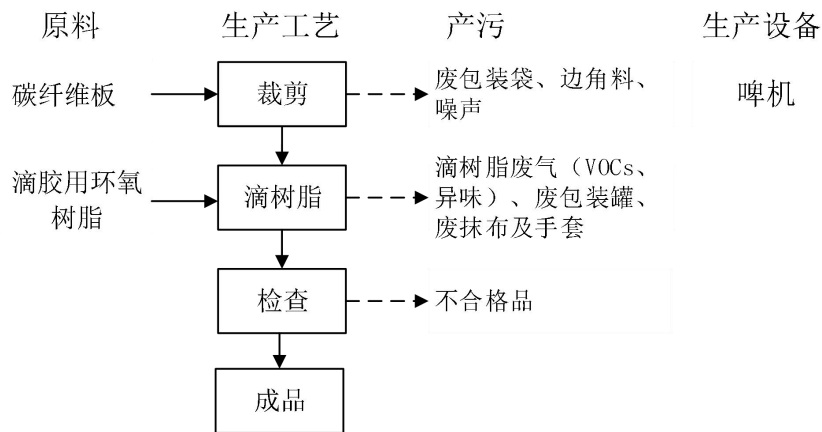 原料 生产工艺 产污 生产设备
碳纤维板 裁剪 废包装袋、边角料、
噪声 啤机
滴胶用环氧
树脂 滴树脂 滴树脂废气（VOCs、
异味）、废包装罐、
废抹布及手套
检查 不合格品
成品